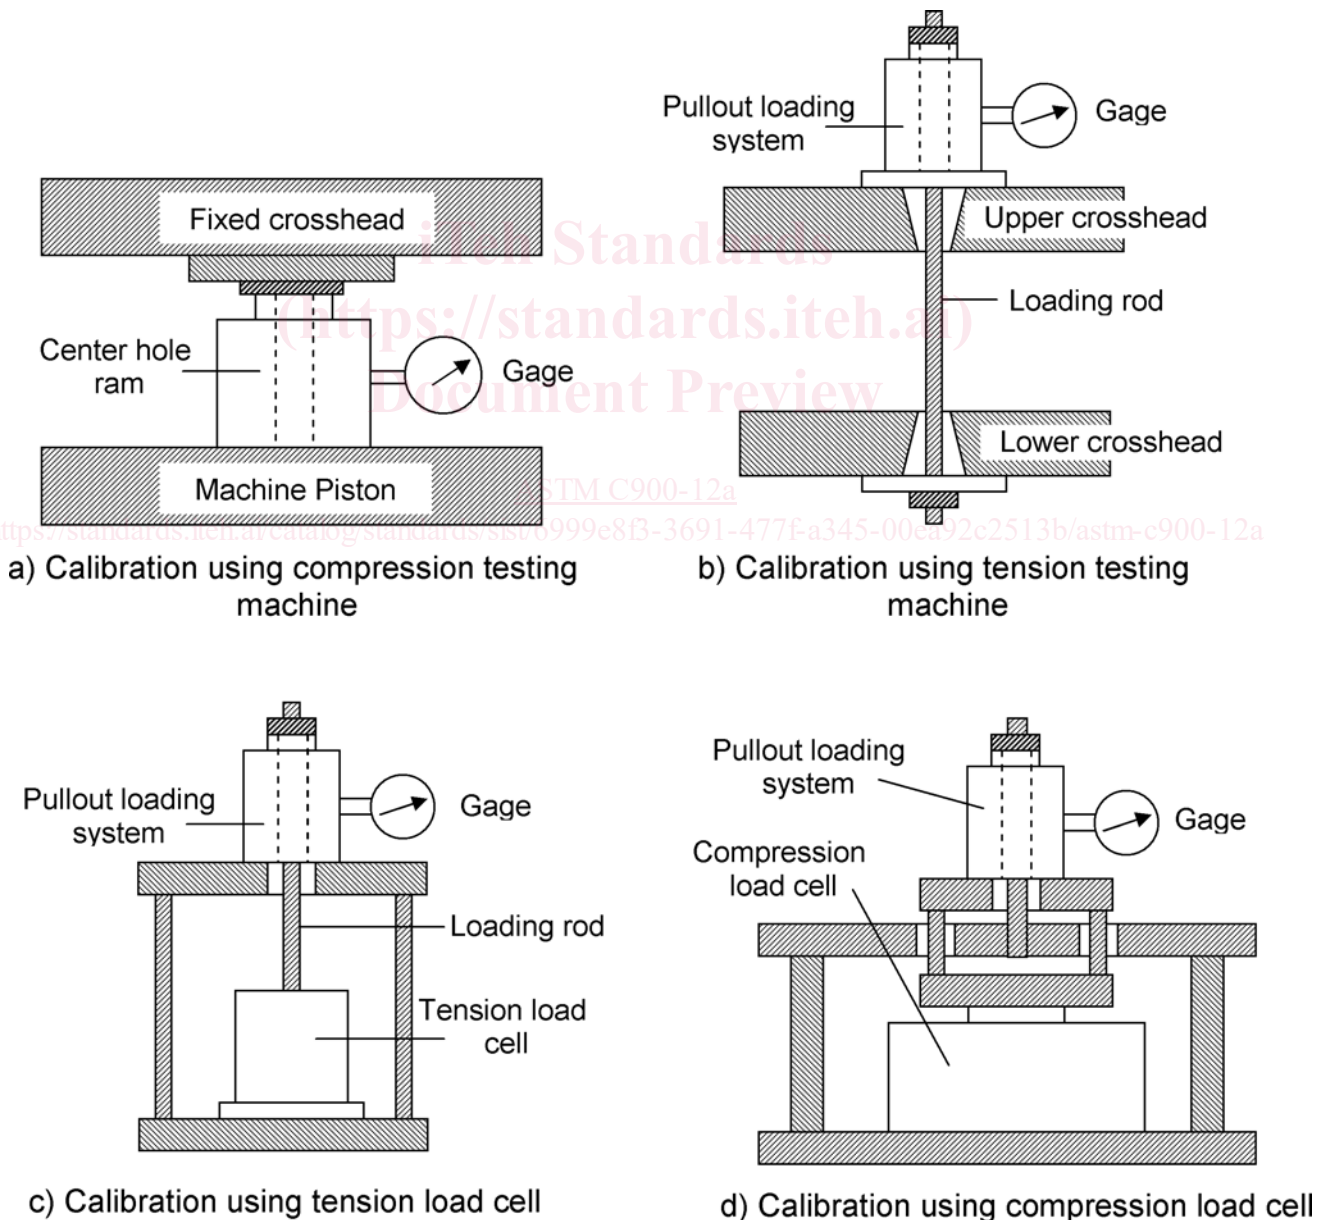 Pullout loading
system
Gage
Fixed crosshead
Upper crosshead
iTeh Standards
(https://standards.iteh.ai)
Document Preview
Loading rod
Center hole
ram
Gage
Lower crosshead
Machine Piston
ASTM C900-12a
ttps://standards.iteh.ai/catalog/standards/sist/6999e8f3-3691-477f-a345-00ea92c2513b/astm-c900-12a
a) Calibration using compression testing
machine
b) Calibration using tension testing
machine
Pullout loading
system
Gage
Loading rod
Tension load
cell
c) Calibration using tension load cell
Pullout loading
system
Gage
Compression
load cell
d) Calibration using compression load cell